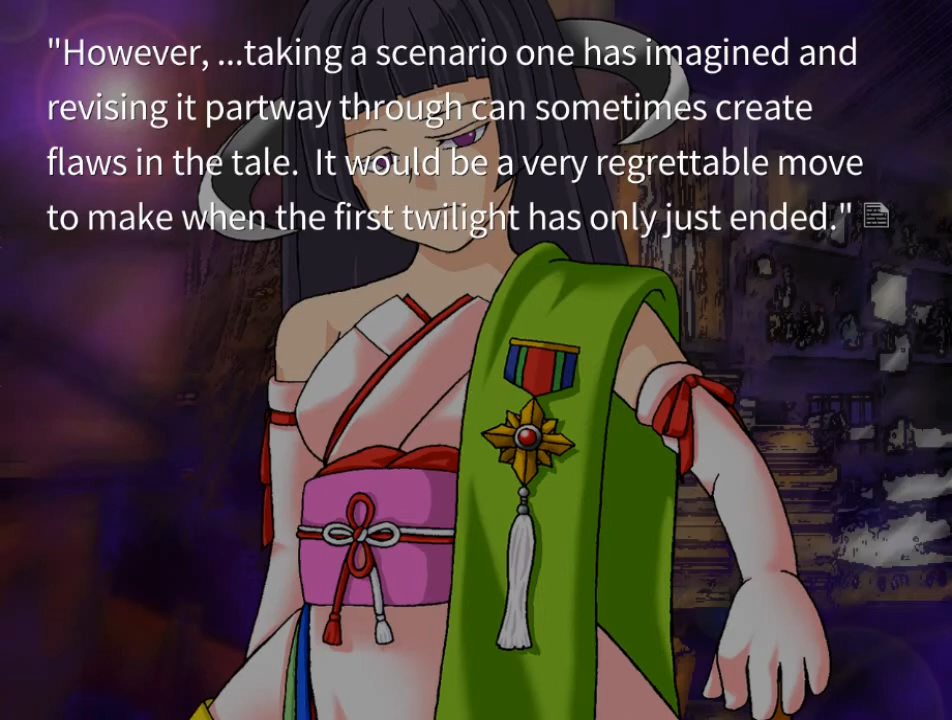 "However, ...taking a scenario one has imagined and
revising it partway through can sometimes create
flaws in the tale.  It would be a very regrettable move
to make when the first twilight has only just ended."